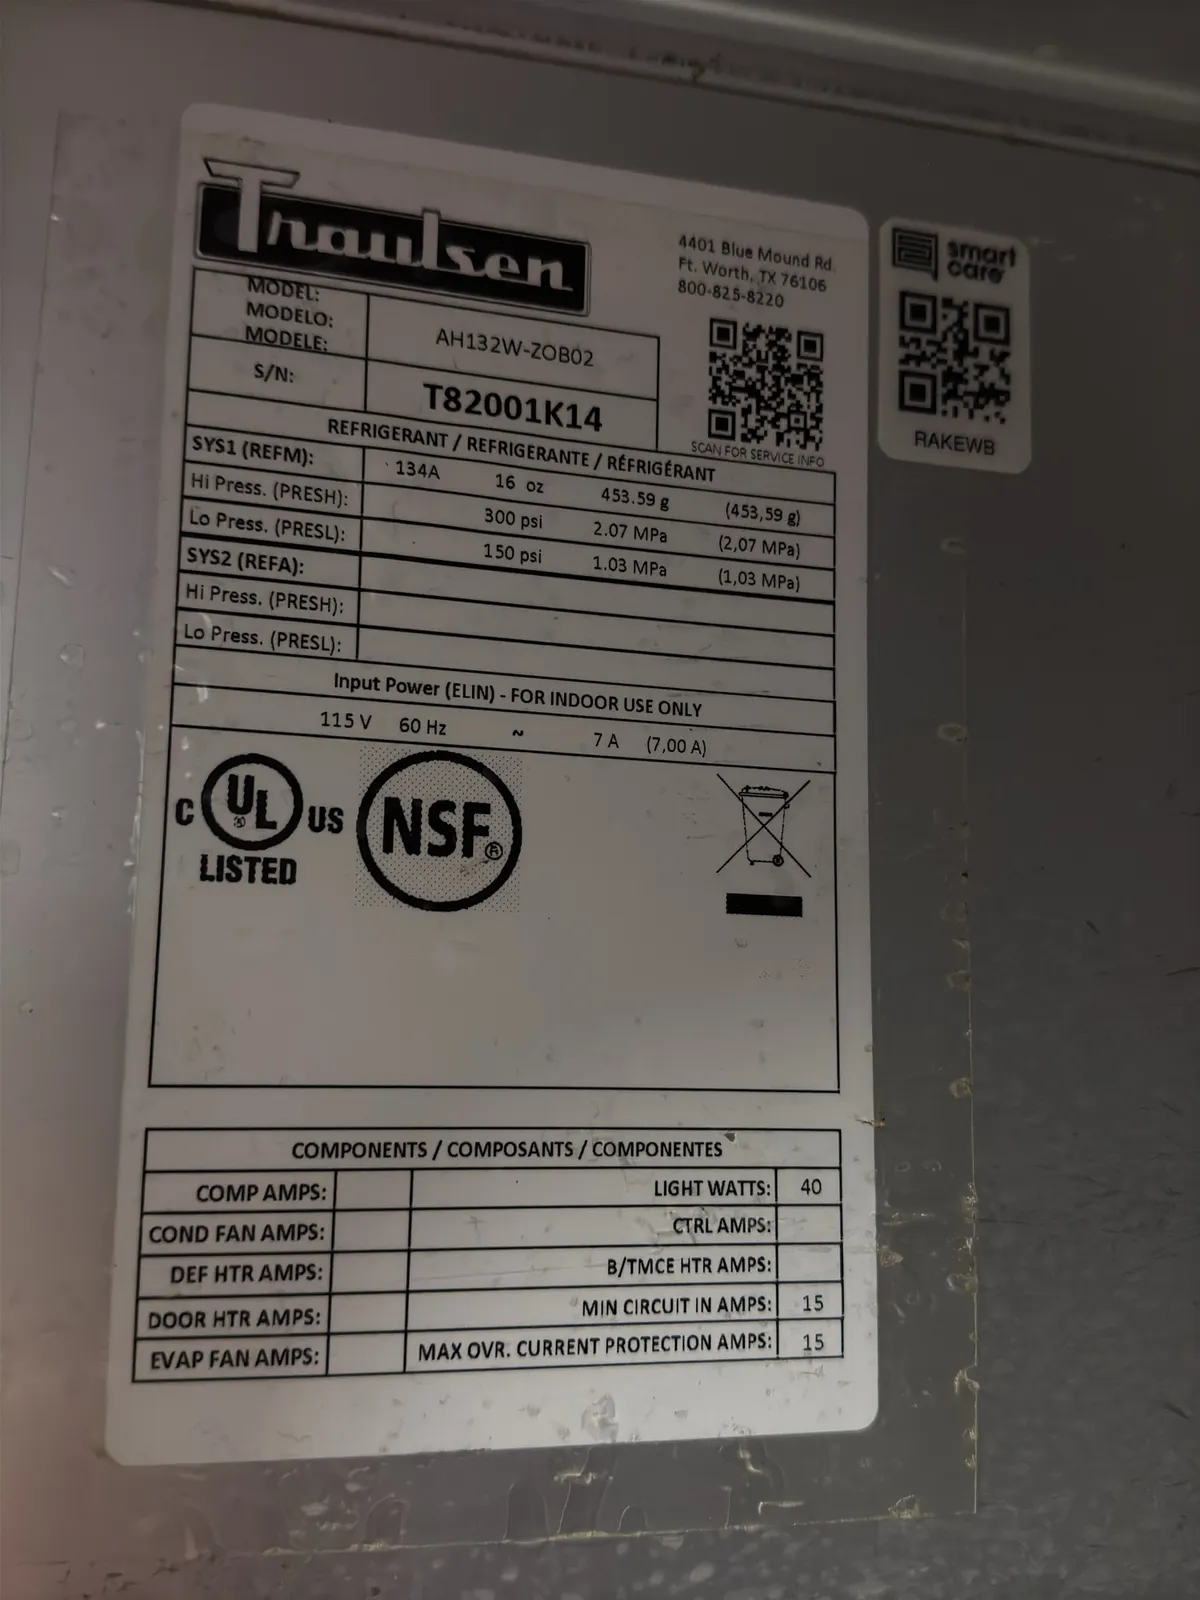 Traulsen
4401 Blue Mound Rd.
Ft. Worth, TX 76106
800-825-8220
smart
care
RAKEWB
MODEL:
MODELO:
MODELE:
AH132W-ZOB02
S/N:
T82001K14
SCAN FOR SERVICE INFO
REFRIGERANT / REFRIGERANTE / RÉFRIGÉRANT
SYS1 (REFM): 134A 16 oz 453.59 g (453,59 g)
Hi Press. (PRESH): 300 psi 2.07 MPa (2,07 MPa)
Lo Press. (PRESL): 150 psi 1.03 MPa (1,03 MPa)
SYS2 (REFA):
Hi Press. (PRESH):
Lo Press. (PRESL):
Input Power (ELIN) - FOR INDOOR USE ONLY
115 V 60 Hz ~ 7 A (7,00 A)
C UL US
LISTED
NSF®
COMPONENTS / COMPOSANTS / COMPONENTES
COMP AMPS: LIGHT WATTS: 40
COND FAN AMPS: CTRL AMPS:
DEF HTR AMPS: B/TMCE HTR AMPS:
DOOR HTR AMPS: MIN CIRCUIT IN AMPS: 15
EVAP FAN AMPS: MAX OVR. CURRENT PROTECTION AMPS: 15